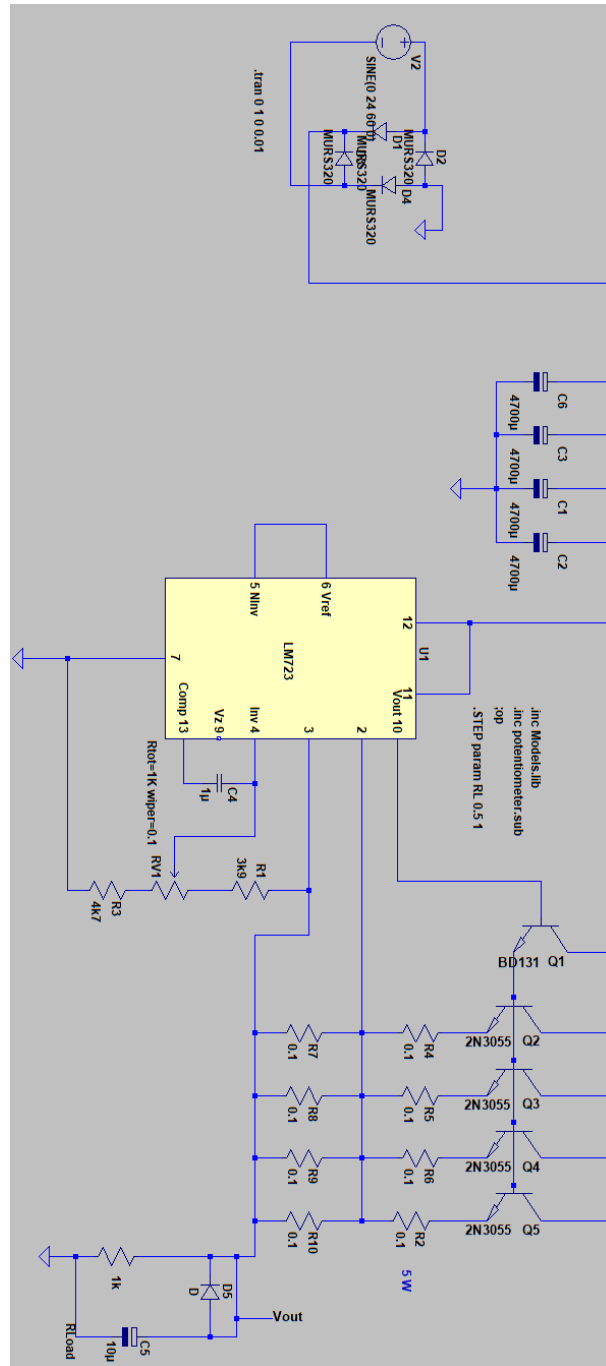 V2
SINE(0 24 60 0)
.tran 0 1 0 0.01
D1
MURS320
D2
MURS320
MURS320
D4
MURS320
C6
4700µ
C3
4700µ
C1
4700µ
C2
4700µ
U1
LM723
5 NInv
6 Vref
12
11
Vout 10
2
3
Inv 4
Vz 9
Comp 13
7
.inc Models.lib
.inc potentiometer.sub
;op
.STEP param RL 0.5 1
C4
1µ
Rtot=1K wiper=0.1
RV1
R1
3k9
R3
4k7
Q1
BD131
Q2
2N3055
Q3
2N3055
Q4
2N3055
Q5
2N3055
R4
0.1
R5
0.1
R6
0.1
R2
0.1
5 W
R7
0.1
R8
0.1
R9
0.1
R10
0.1
D5
D
Vout
1k
C5
10µ
RLoad